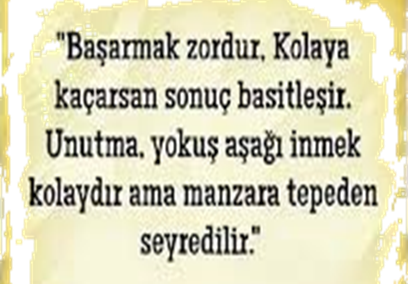 "Başarmak zordur, Kolaya
kaçarsan sonuç basitleşir.
Unutma, yokuş aşağı inmek
kolaydır ama manzara tepeden
seyredilir."